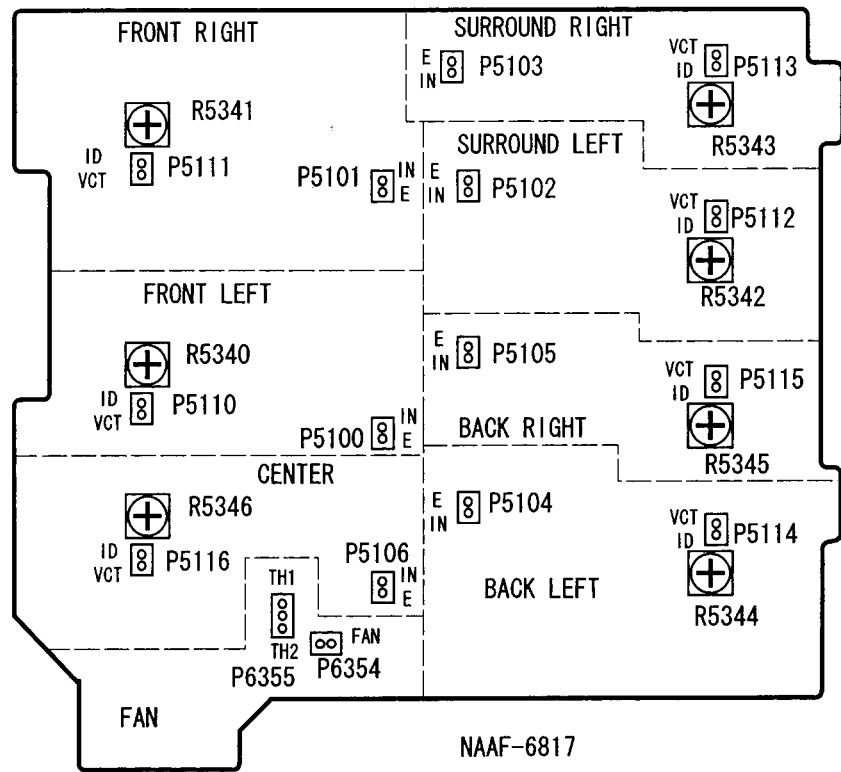 FRONT RIGHT
R5341
ID
VCT
P5111
P5101
IN
E
SURROUND RIGHT
E
IN
P5103
VCT
ID
P5113
R5343
SURROUND LEFT
E
IN
P5102
VCT
ID
P5112
R5342
FRONT LEFT
R5340
ID
VCT
P5110
P5100
IN
E
E
IN
P5105
VCT
ID
P5115
BACK RIGHT
R5345
CENTER
R5346
ID
VCT
P5116
P5106
IN
E
TH1
TH2
P6355
FAN
P6354
FAN
E
IN
P5104
VCT
ID
P5114
BACK LEFT
R5344
NAAF-6817